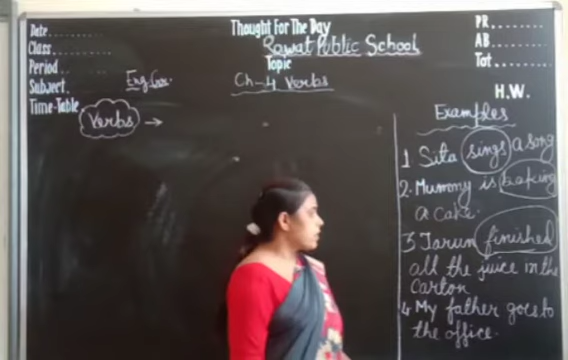 Date........
Class........
Period........
Subject. Eng. Gr.
Time-Table
Thought For The Day
Rawat Public School
Topic
Ch-4 Verbs
PR........
AB........
Tot........
H.W.
Verbs →
Examples
1 Sita sings a song
2. Mummy is baking
a cake.
3 Tarun finished
all the juice in the
carton
4 My father goes to
the office.